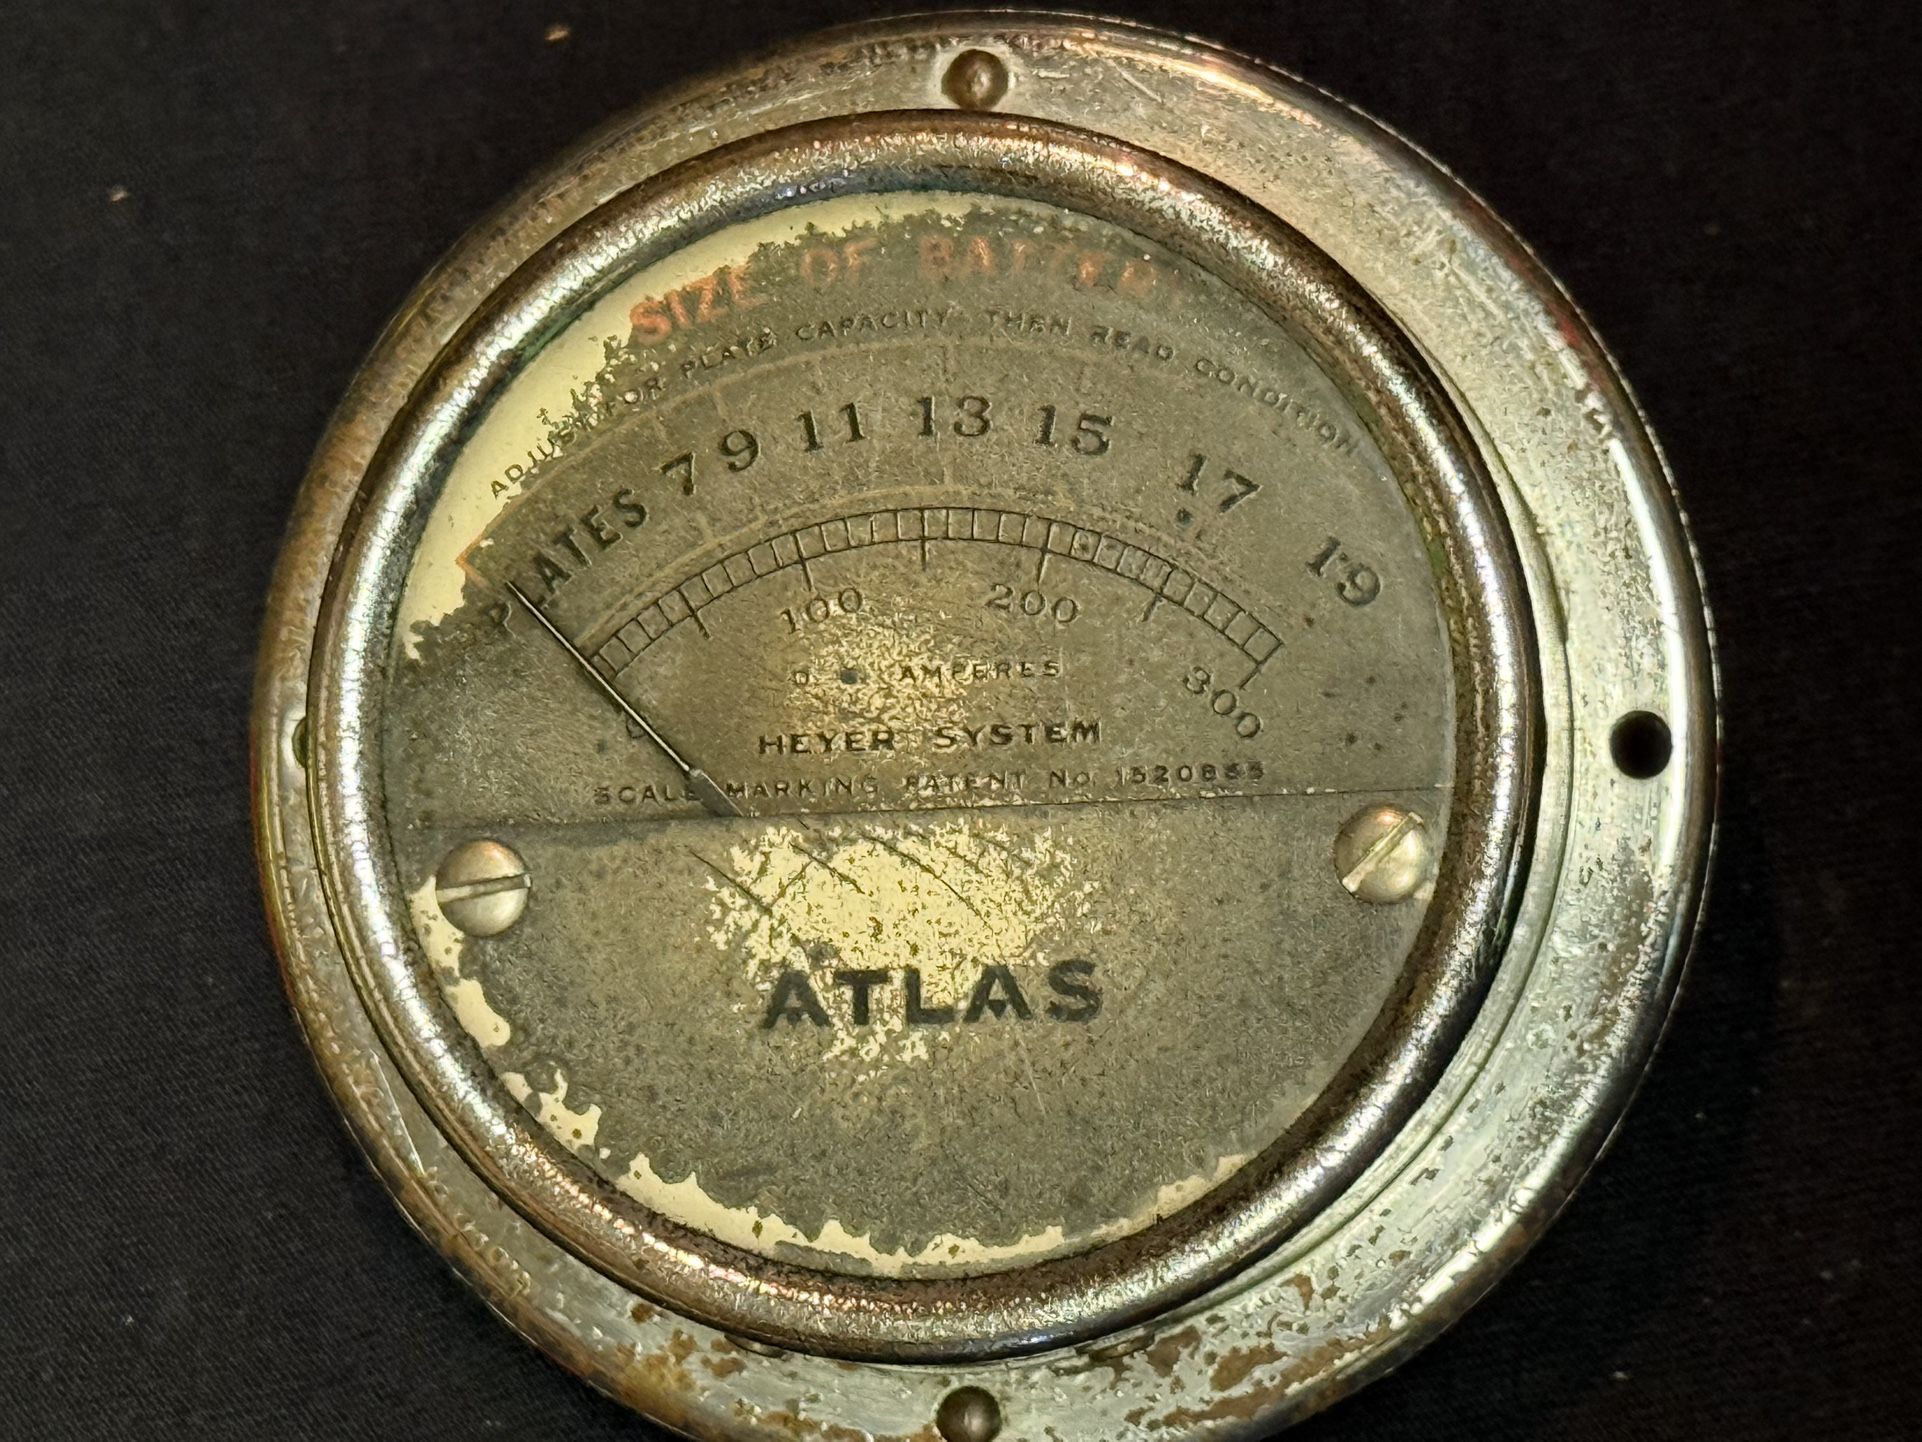 SIZE OF BATTERY
ADJUST FOR PLATE CAPACITY THEN READ CONDITION
PLATES 7 9 11 13 15 17 19
0 100 200 300
D. C. AMPERES
HEYER SYSTEM
SCALE MARKING PATENT No.
ATLAS